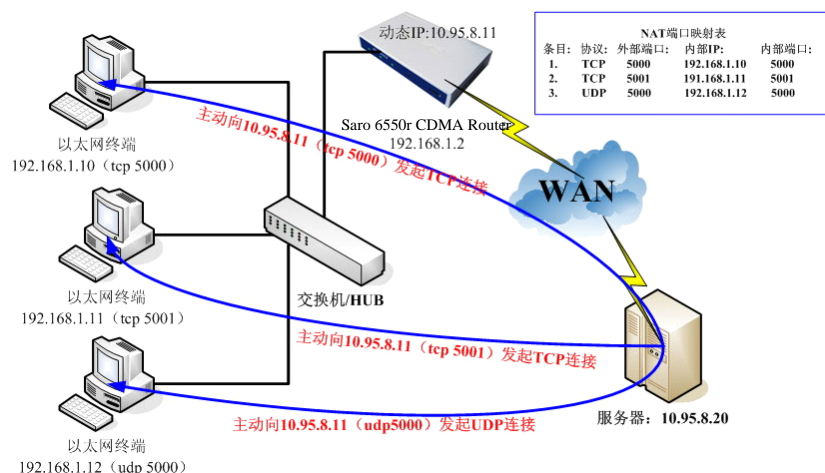 动态IP:10.95.8.11
NAT端口映射表
条目: 协议: 外部端口: 内部IP: 内部端口:
1. TCP 5000 192.168.1.10 5000
2. TCP 5001 191.168.1.11 5001
3. UDP 5000 192.168.1.12 5000
Saro 6550r CDMA Router
192.168.1.2
以太网终端
192.168.1.10（tcp 5000）
主动向10.95.8.11（tcp 5000）发起TCP连接
WAN
以太网终端
192.168.1.11（tcp 5001）
交换机/HUB
主动向10.95.8.11（tcp 5001）发起TCP连接
服务器：10.95.8.20
主动向10.95.8.11（udp5000）发起UDP连接
以太网终端
192.168.1.12（udp 5000）